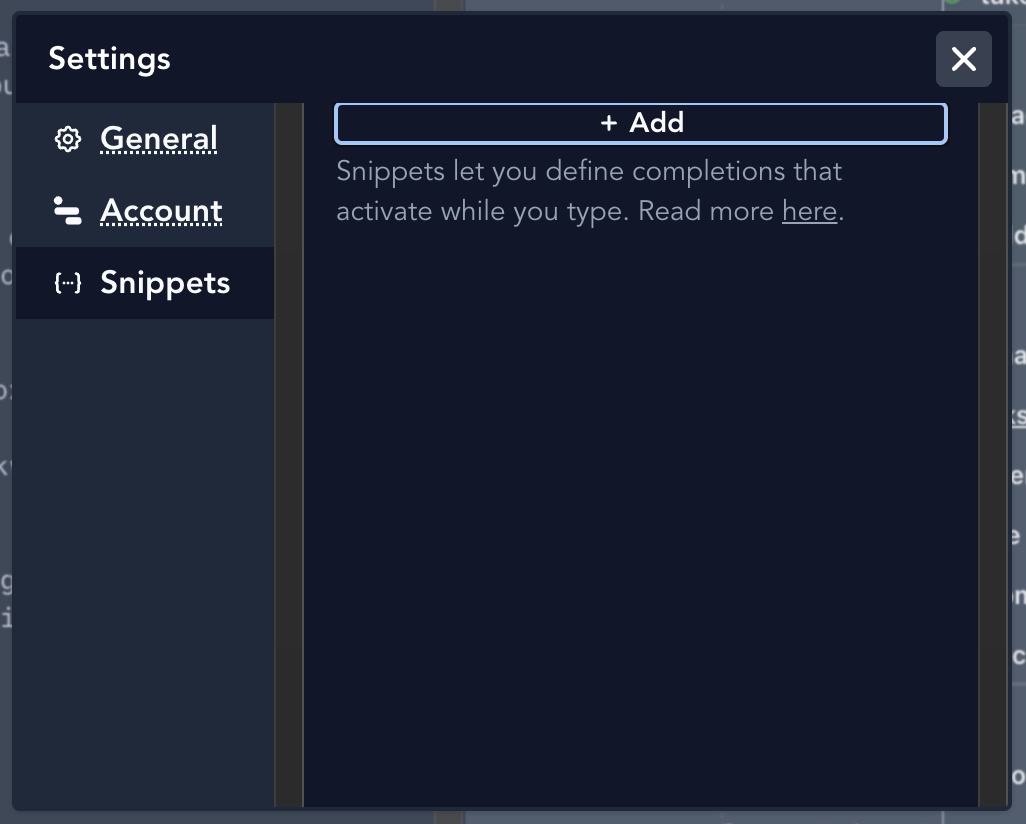 Settings
General
Account
Snippets
+ Add
Snippets let you define completions that
activate while you type. Read more here.